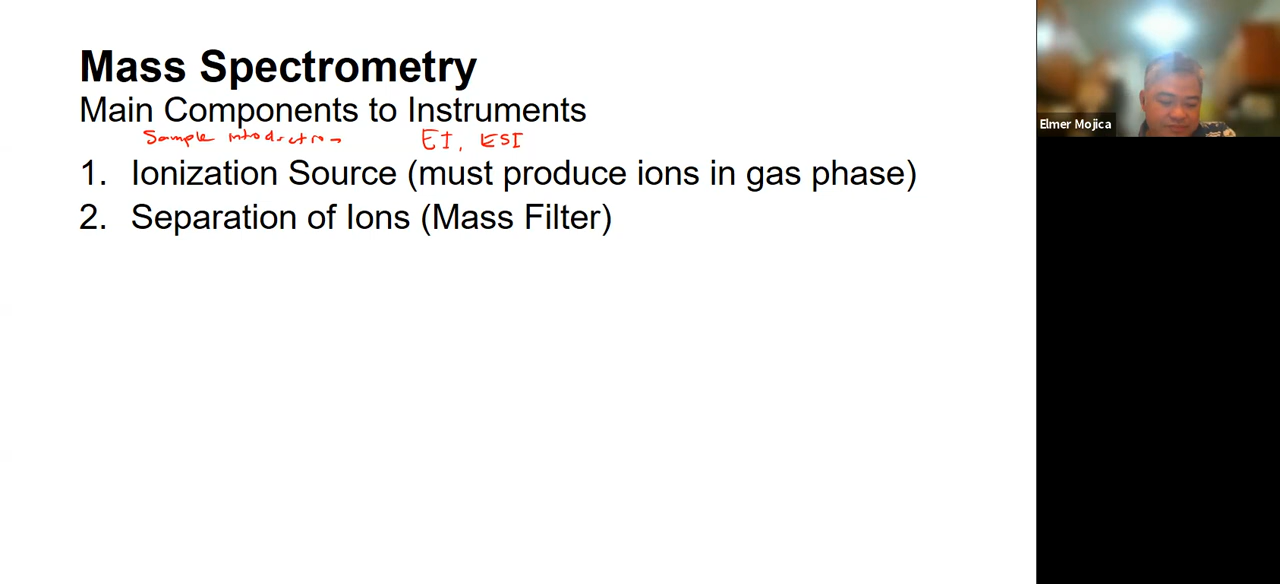 Mass Spectrometry
Main Components to Instruments
Sample introduction EI, ESI
1. Ionization Source (must produce ions in gas phase)
2. Separation of Ions (Mass Filter)
Elmer Mojica